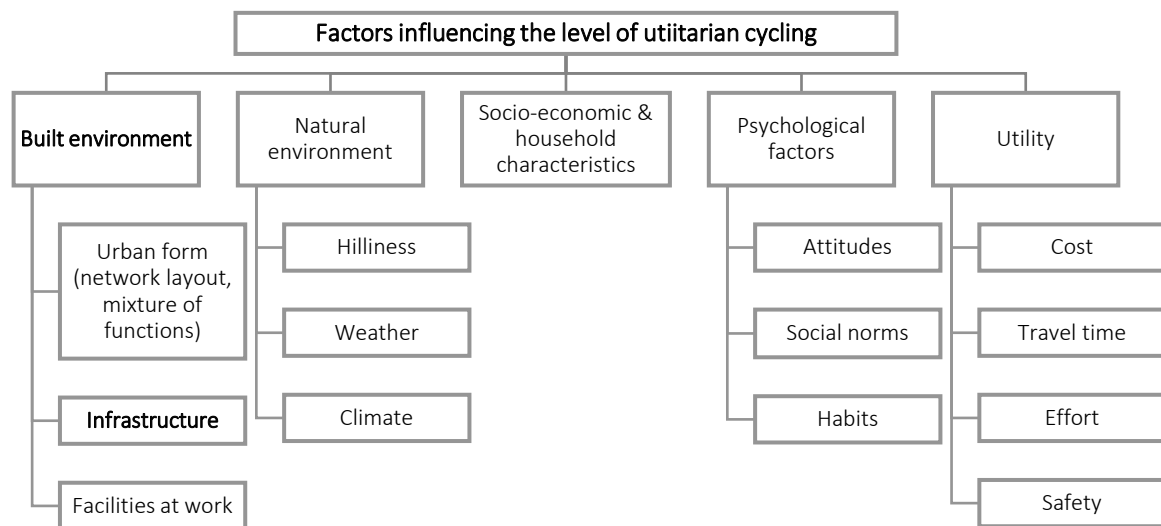 Factors influencing the level of utiitarian cycling
Built environment
Natural
environment
Socio-economic &
household
characteristics
Psychological
factors
Utility
Urban form
(network layout,
mixture of
functions)
Infrastructure
Facilities at work
Hilliness
Weather
Climate
Attitudes
Social norms
Habits
Cost
Travel time
Effort
Safety